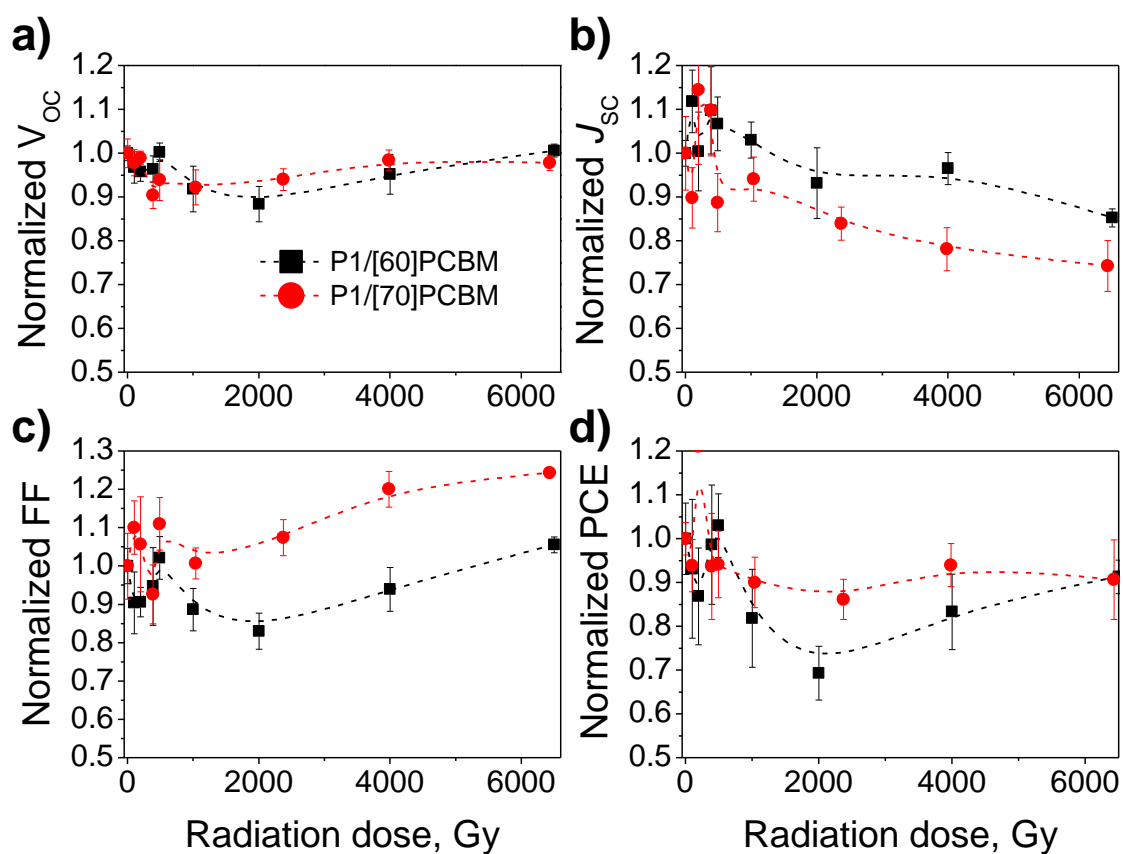 a)
Normalized V_OC
1.2
1.1
1.0
0.9
0.8
0.7
0.6
0.5
P1/[60]PCBM
P1/[70]PCBM
0 2000 4000 6000
b)
Normalized J_SC
1.2
1.1
1.0
0.9
0.8
0.7
0.6
0.5
0 2000 4000 6000
c)
Normalized FF
1.3
1.2
1.1
1.0
0.9
0.8
0.7
0.6
0.5
0 2000 4000 6000
Radiation dose, Gy
d)
Normalized PCE
1.2
1.1
1.0
0.9
0.8
0.7
0.6
0.5
0 2000 4000 6000
Radiation dose, Gy